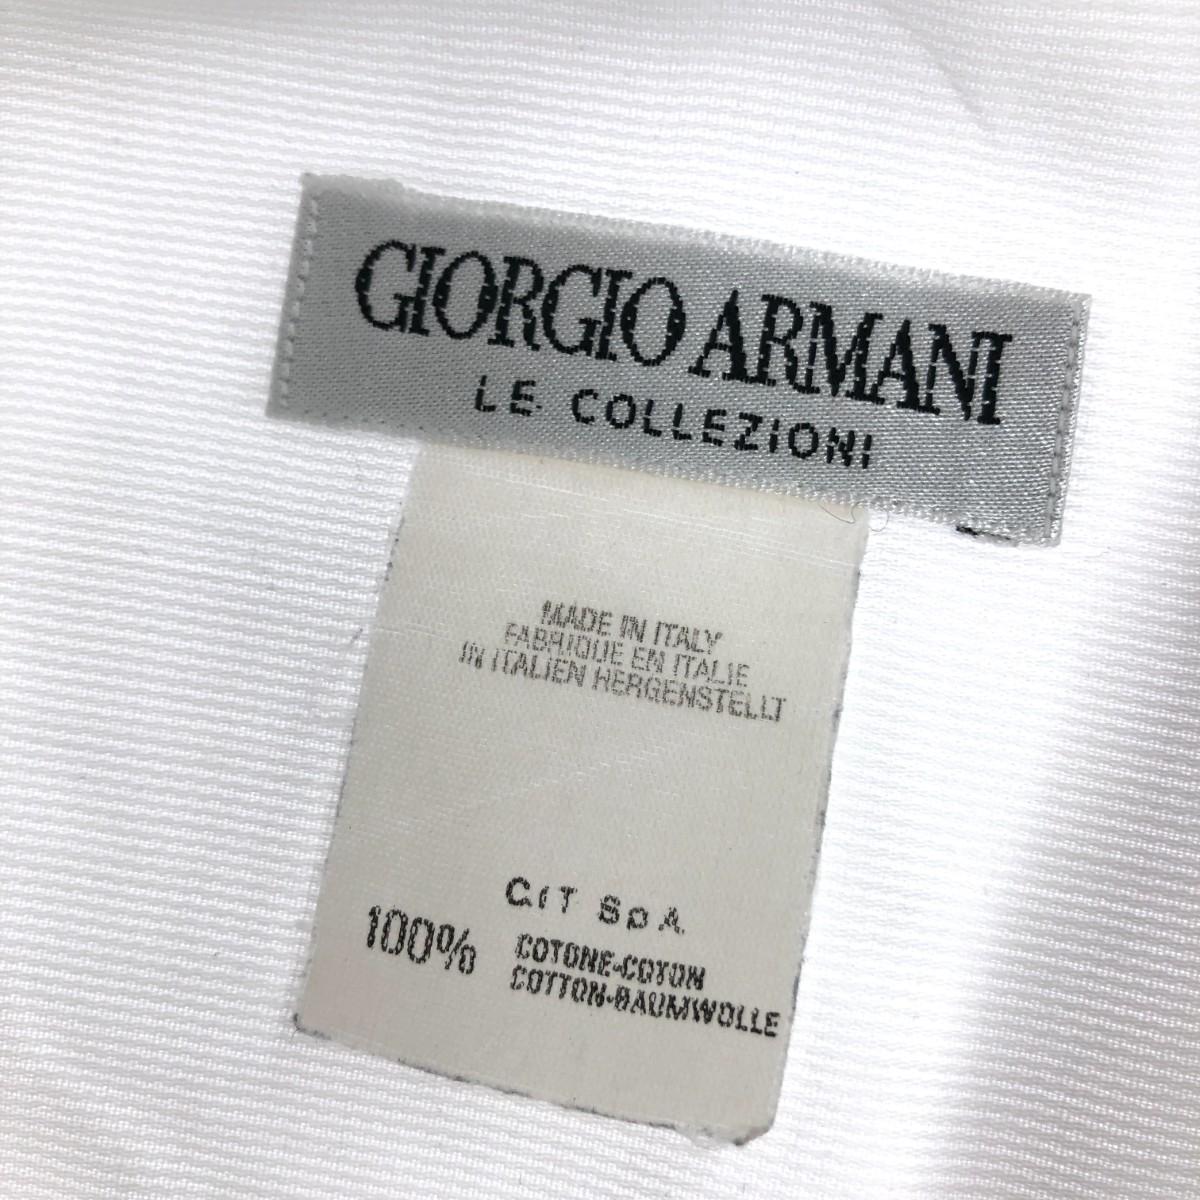 GIORGIO ARMANI
LE COLLEZIONI
MADE IN ITALY
FABRIQUE EN ITALIE
IN ITALIEN HERGENSTELLT
GIT SpA
100% COTONE-COTON
COTTON-BAUMWOLLE